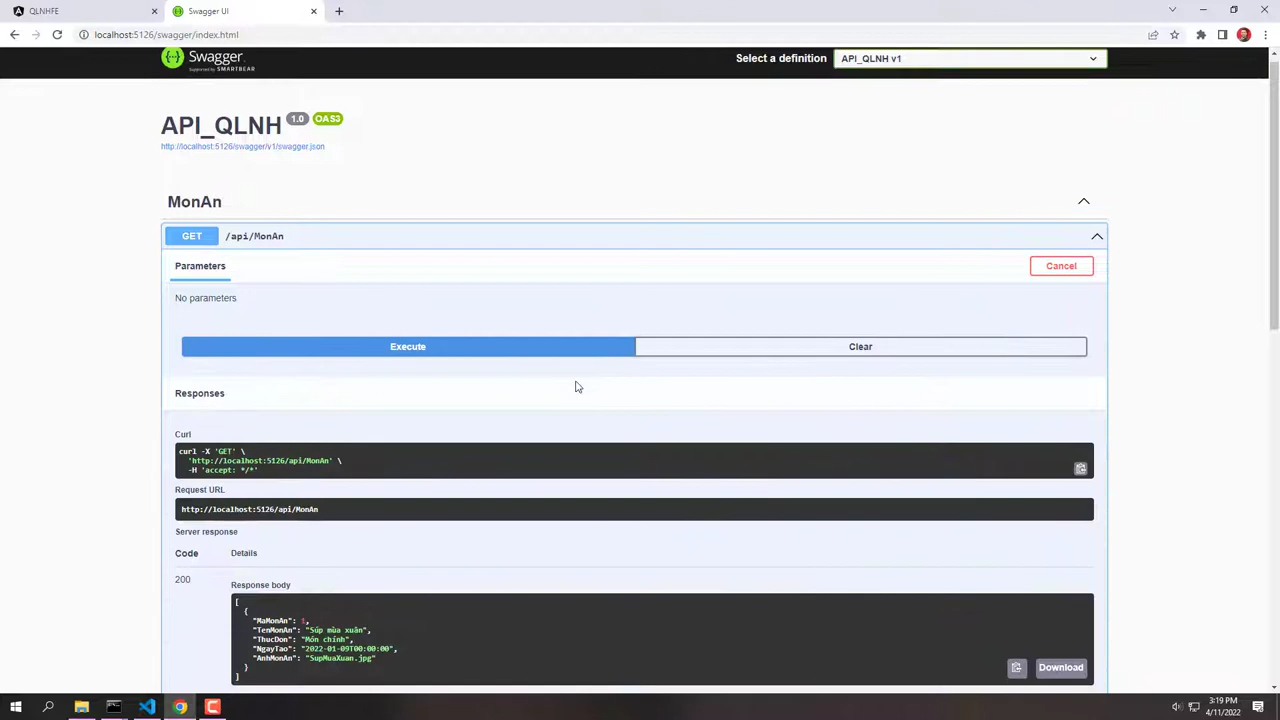 QLNHFE
Swagger UI
localhost:5126/swagger/index.html
Swagger.
Supported by SMARTBEAR
Select a definition
API_QLNH v1
API_QLNH 1.0 OAS3
http://localhost:5126/swagger/v1/swagger.json
MonAn
GET /api/MonAn
Parameters
Cancel
No parameters
Execute
Clear
Responses
Curl
curl -X 'GET' \
'http://localhost:5126/api/MonAn' \
-H 'accept: */*'
Request URL
http://localhost:5126/api/MonAn
Server response
Code Details
200
Response body
[
{
"MaMonAn": 1,
"TenMonAn": "Súp mùa xuân",
"ThucDon": "Món chính",
"NgayTao": "2022-01-09T00:00:00",
"AnhMonAn": "SupMuaXuan.jpg"
}
]
Download
3:19 PM
4/11/2022